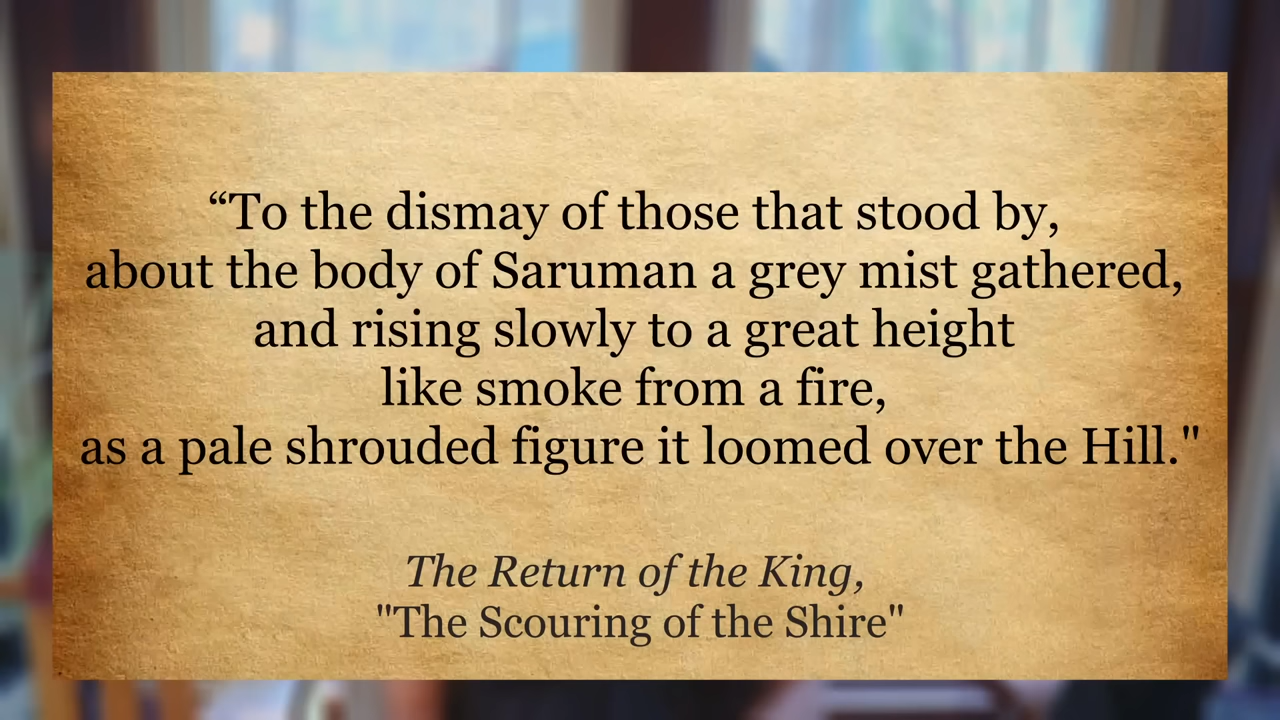 “To the dismay of those that stood by,
about the body of Saruman a grey mist gathered,
and rising slowly to a great height
like smoke from a fire,
as a pale shrouded figure it loomed over the Hill."
The Return of the King,
"The Scouring of the Shire"